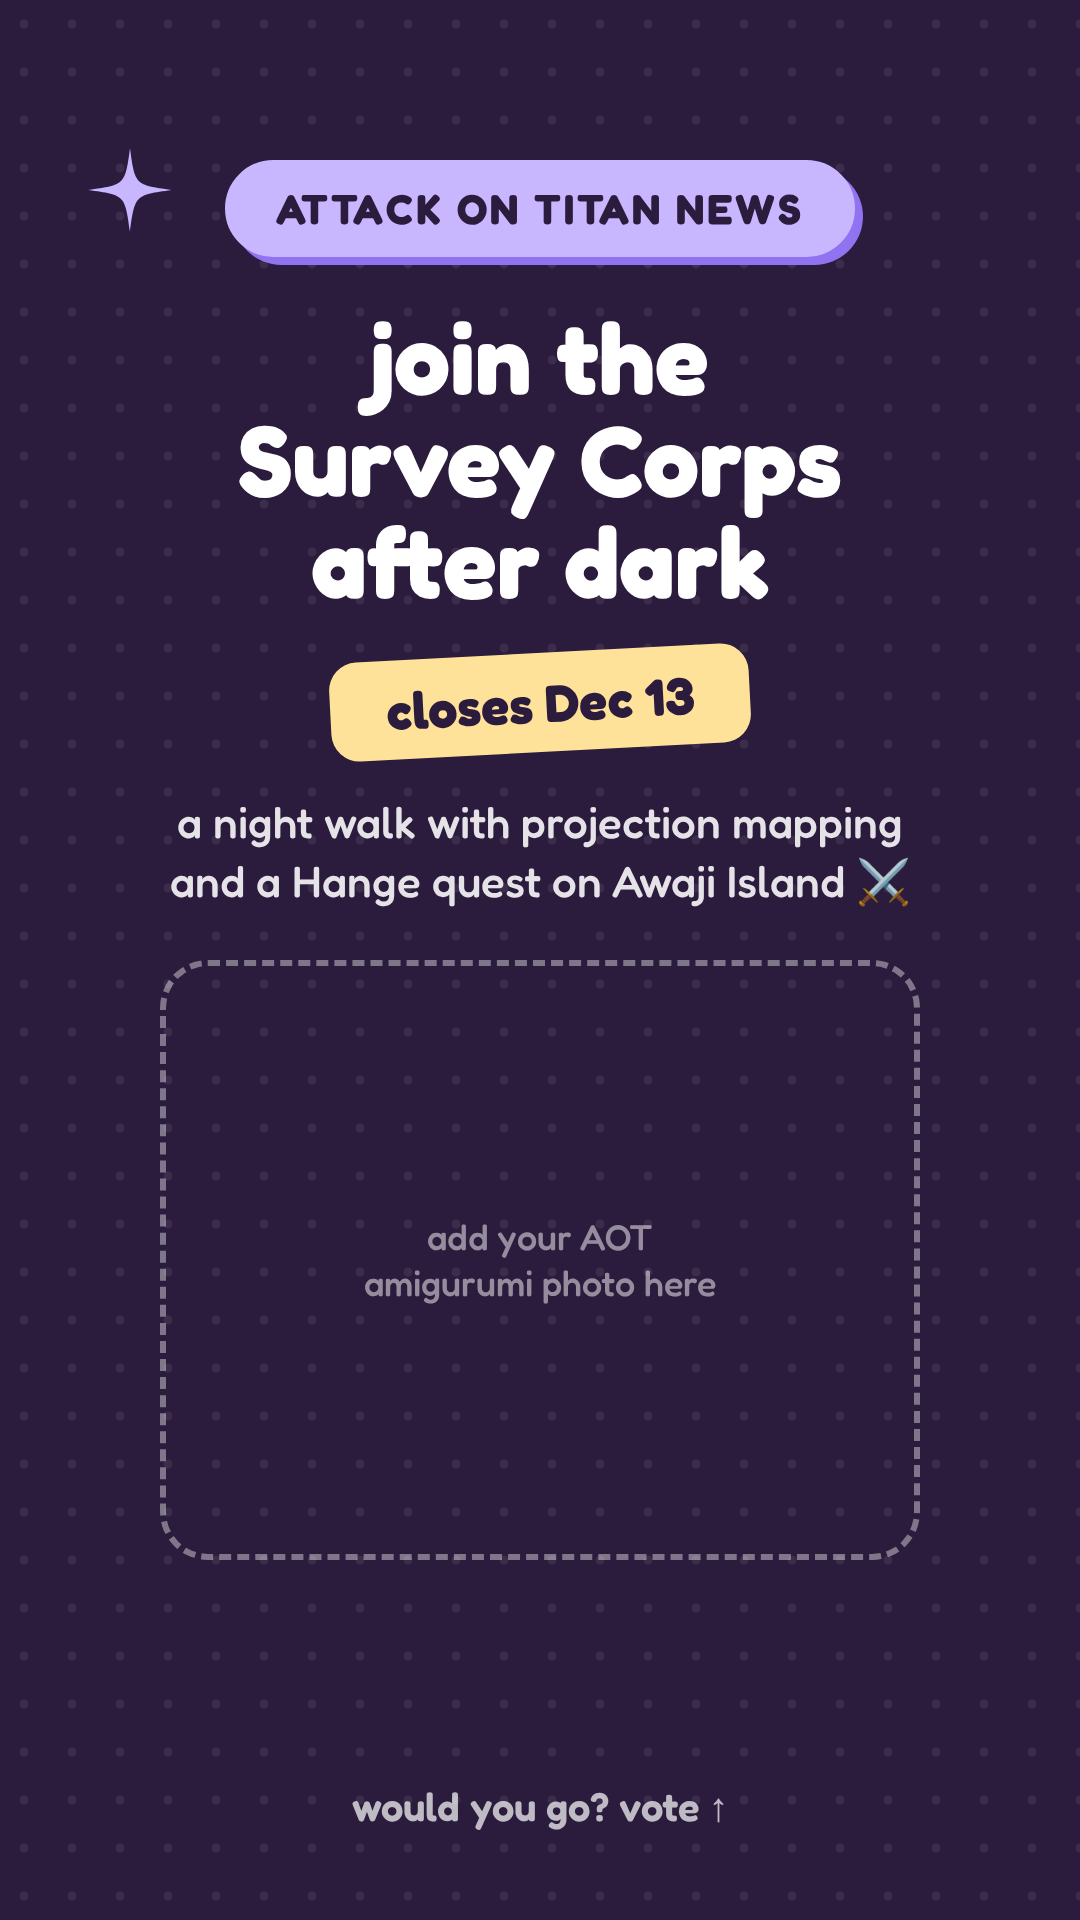 ATTACK ON TITAN NEWS
join the
Survey Corps
after dark
closes Dec 13
a night walk with projection mapping
and a Hange quest on Awaji Island ⚔️
add your AOT
amigurumi photo here
would you go? vote ↑